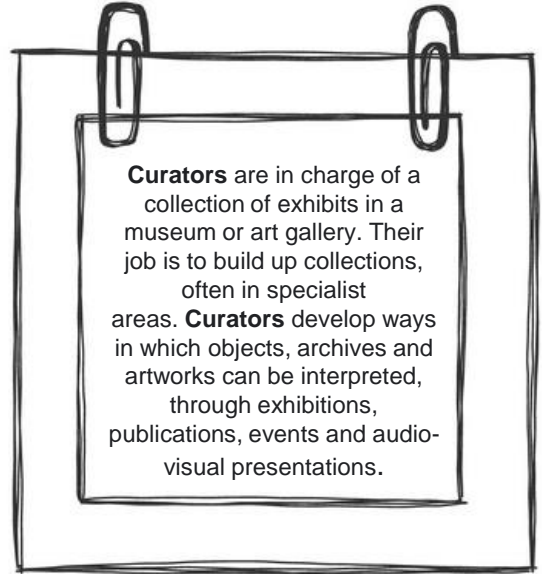 Curators are in charge of a
collection of exhibits in a
museum or art gallery. Their
job is to build up collections,
often in specialist
areas. Curators develop ways
in which objects, archives and
artworks can be interpreted,
through exhibitions,
publications, events and audio-
visual presentations.